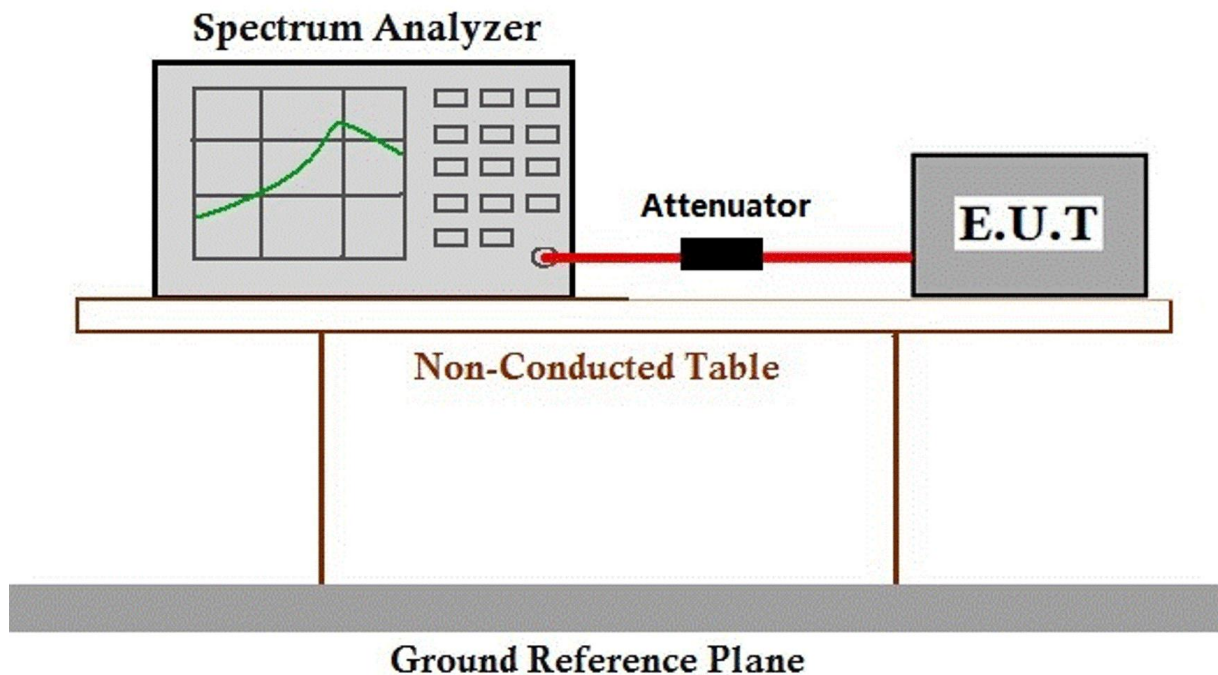 Spectrum Analyzer
Attenuator
E.U.T
Non-Conducted Table
Ground Reference Plane